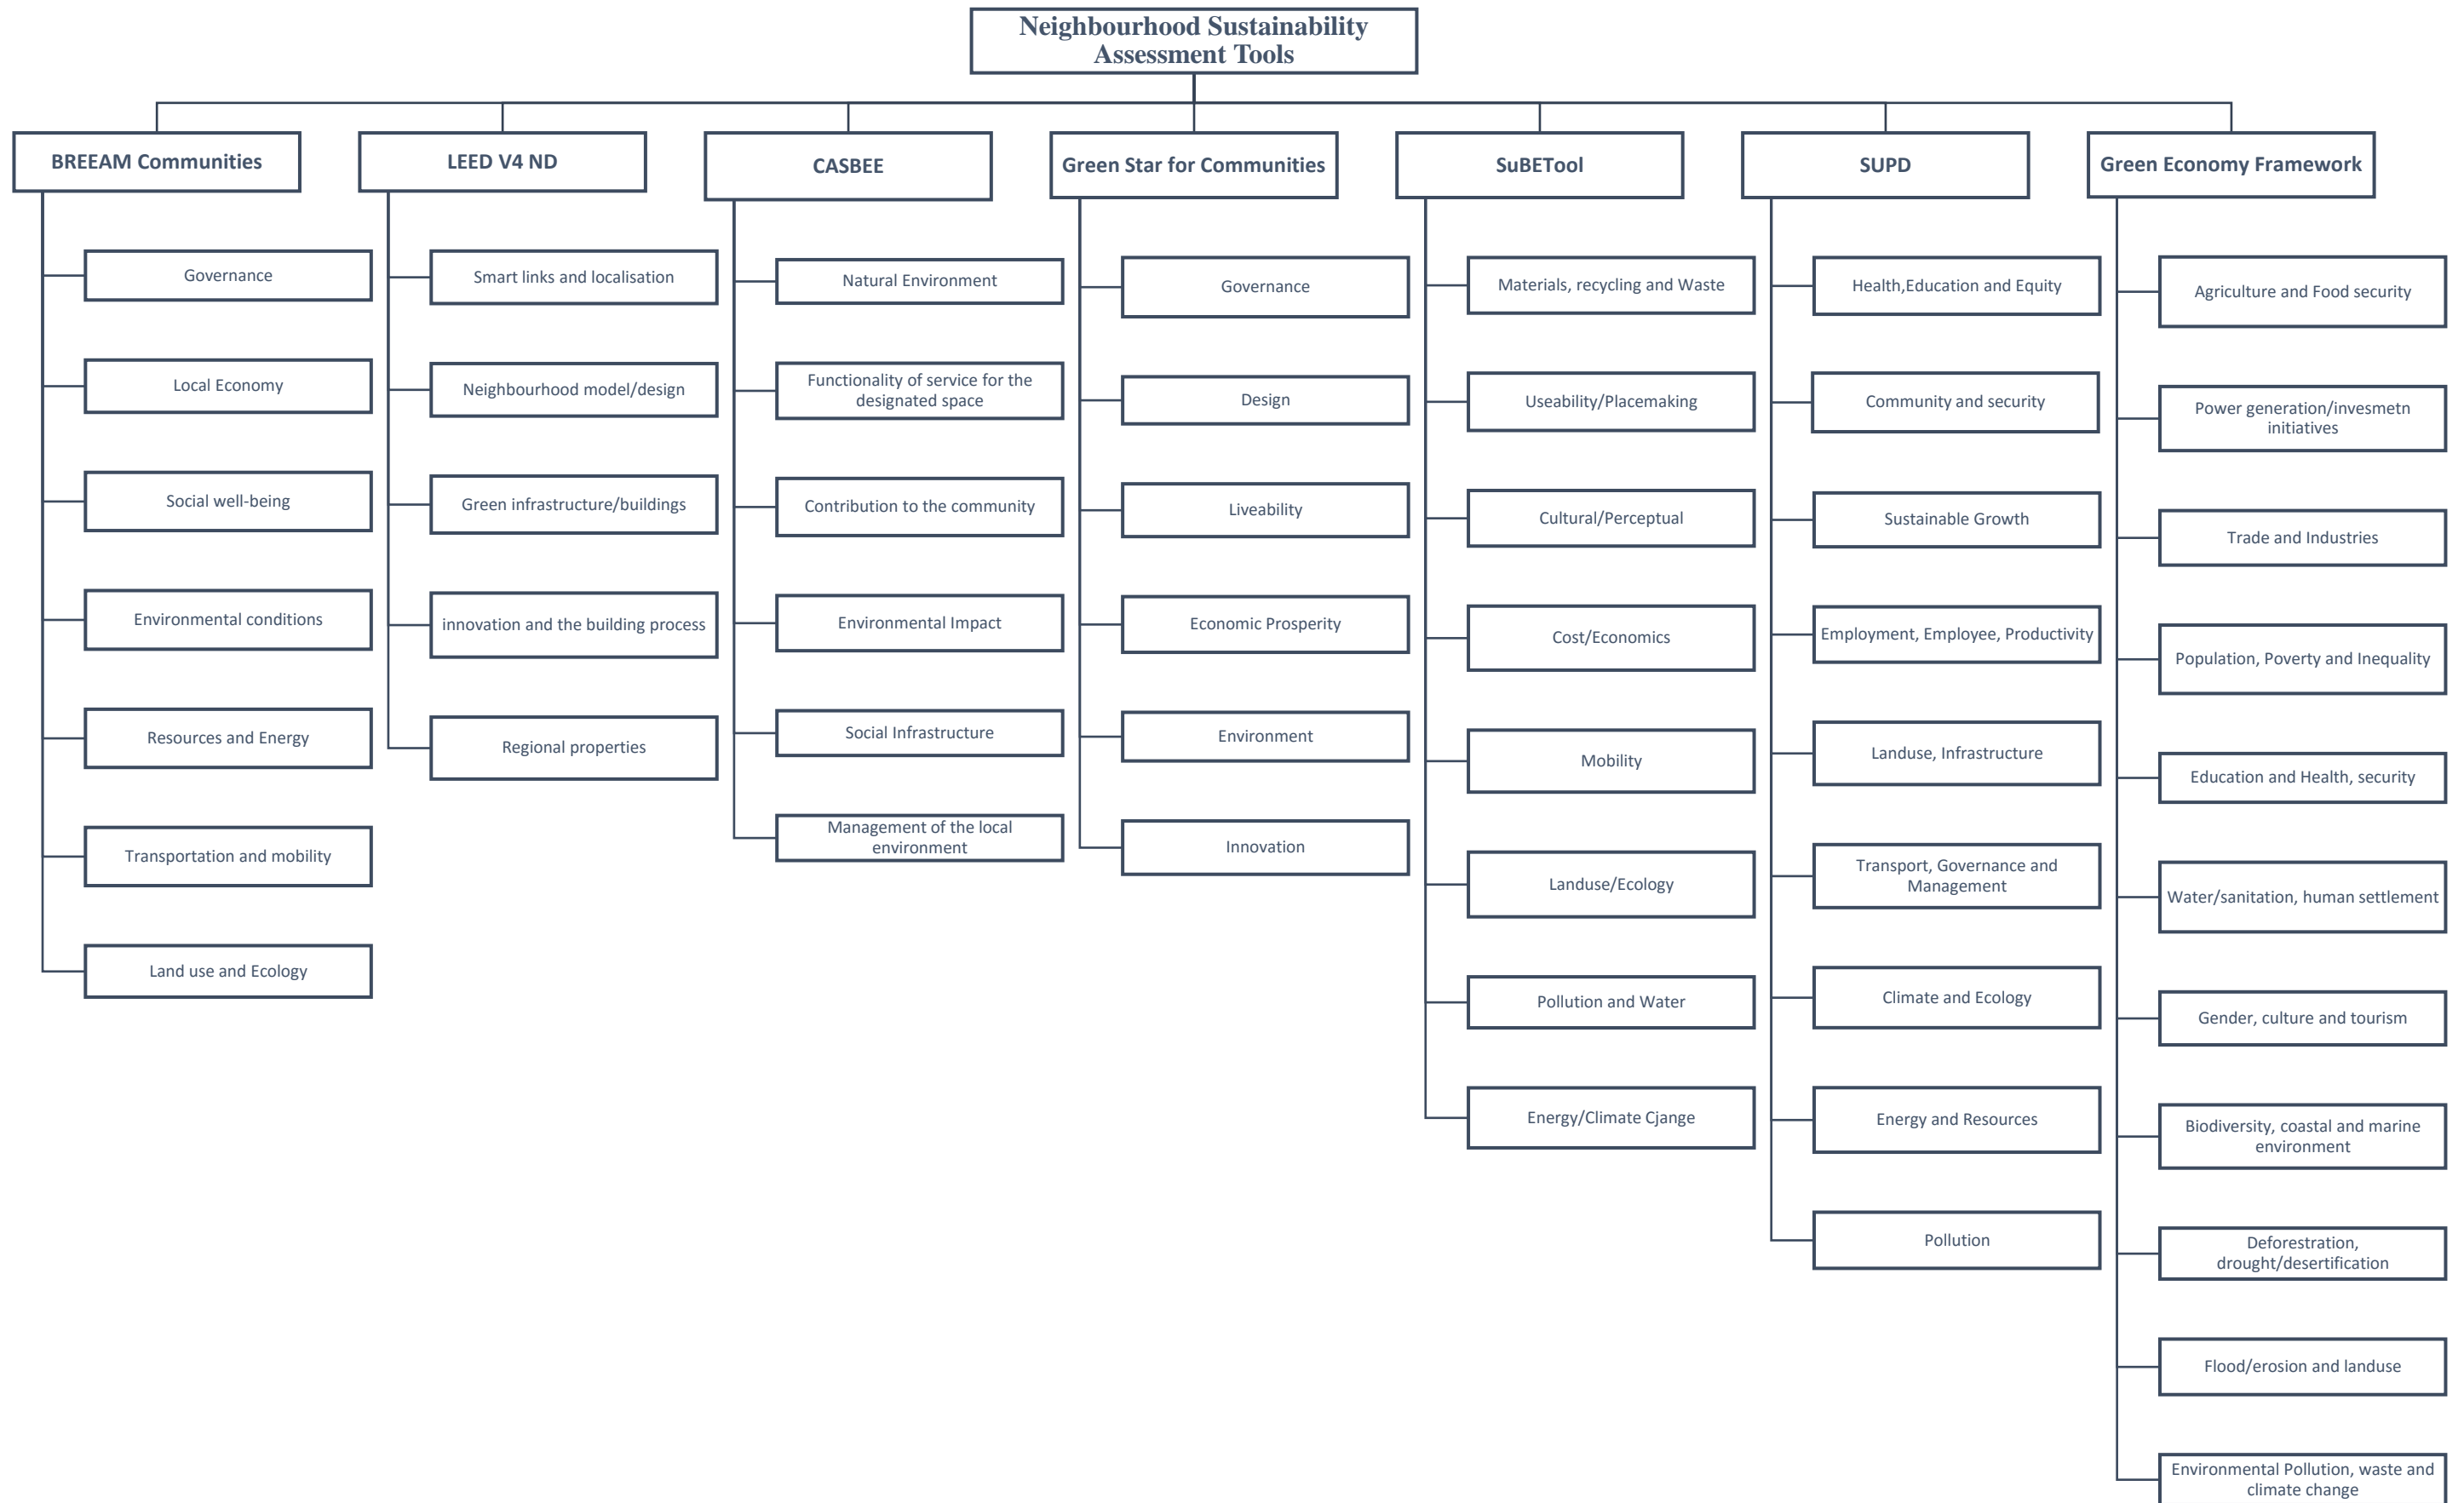 Neighbourhood Sustainability
Assessment Tools
BREEAM Communities
Governance
Local Economy
Social well-being
Environmental conditions
Resources and Energy
Transportation and mobility
Land use and Ecology
LEED V4 ND
Smart links and localisation
Neighbourhood model/design
Green infrastructure/buildings
innovation and the building process
Regional properties
CASBEE
Natural Environment
Functionality of service for the
designated space
Contribution to the community
Environmental Impact
Social Infrastructure
Management of the local
environment
Green Star for Communities
Governance
Design
Liveability
Economic Prosperity
Environment
Innovation
SuBETool
Materials, recycling and Waste
Useability/Placemaking
Cultural/Perceptual
Cost/Economics
Mobility
Landuse/Ecology
Pollution and Water
Energy/Climate Cjange
SUPD
Health,Education and Equity
Community and security
Sustainable Growth
Employment, Employee, Productivity
Landuse, Infrastructure
Transport, Governance and
Management
Climate and Ecology
Energy and Resources
Pollution
Green Economy Framework
Agriculture and Food security
Power generation/invesmetn
initiatives
Trade and Industries
Population, Poverty and Inequality
Education and Health, security
Water/sanitation, human settlement
Gender, culture and tourism
Biodiversity, coastal and marine
environment
Deforestration,
drought/desertification
Flood/erosion and landuse
Environmental Pollution, waste and
climate change